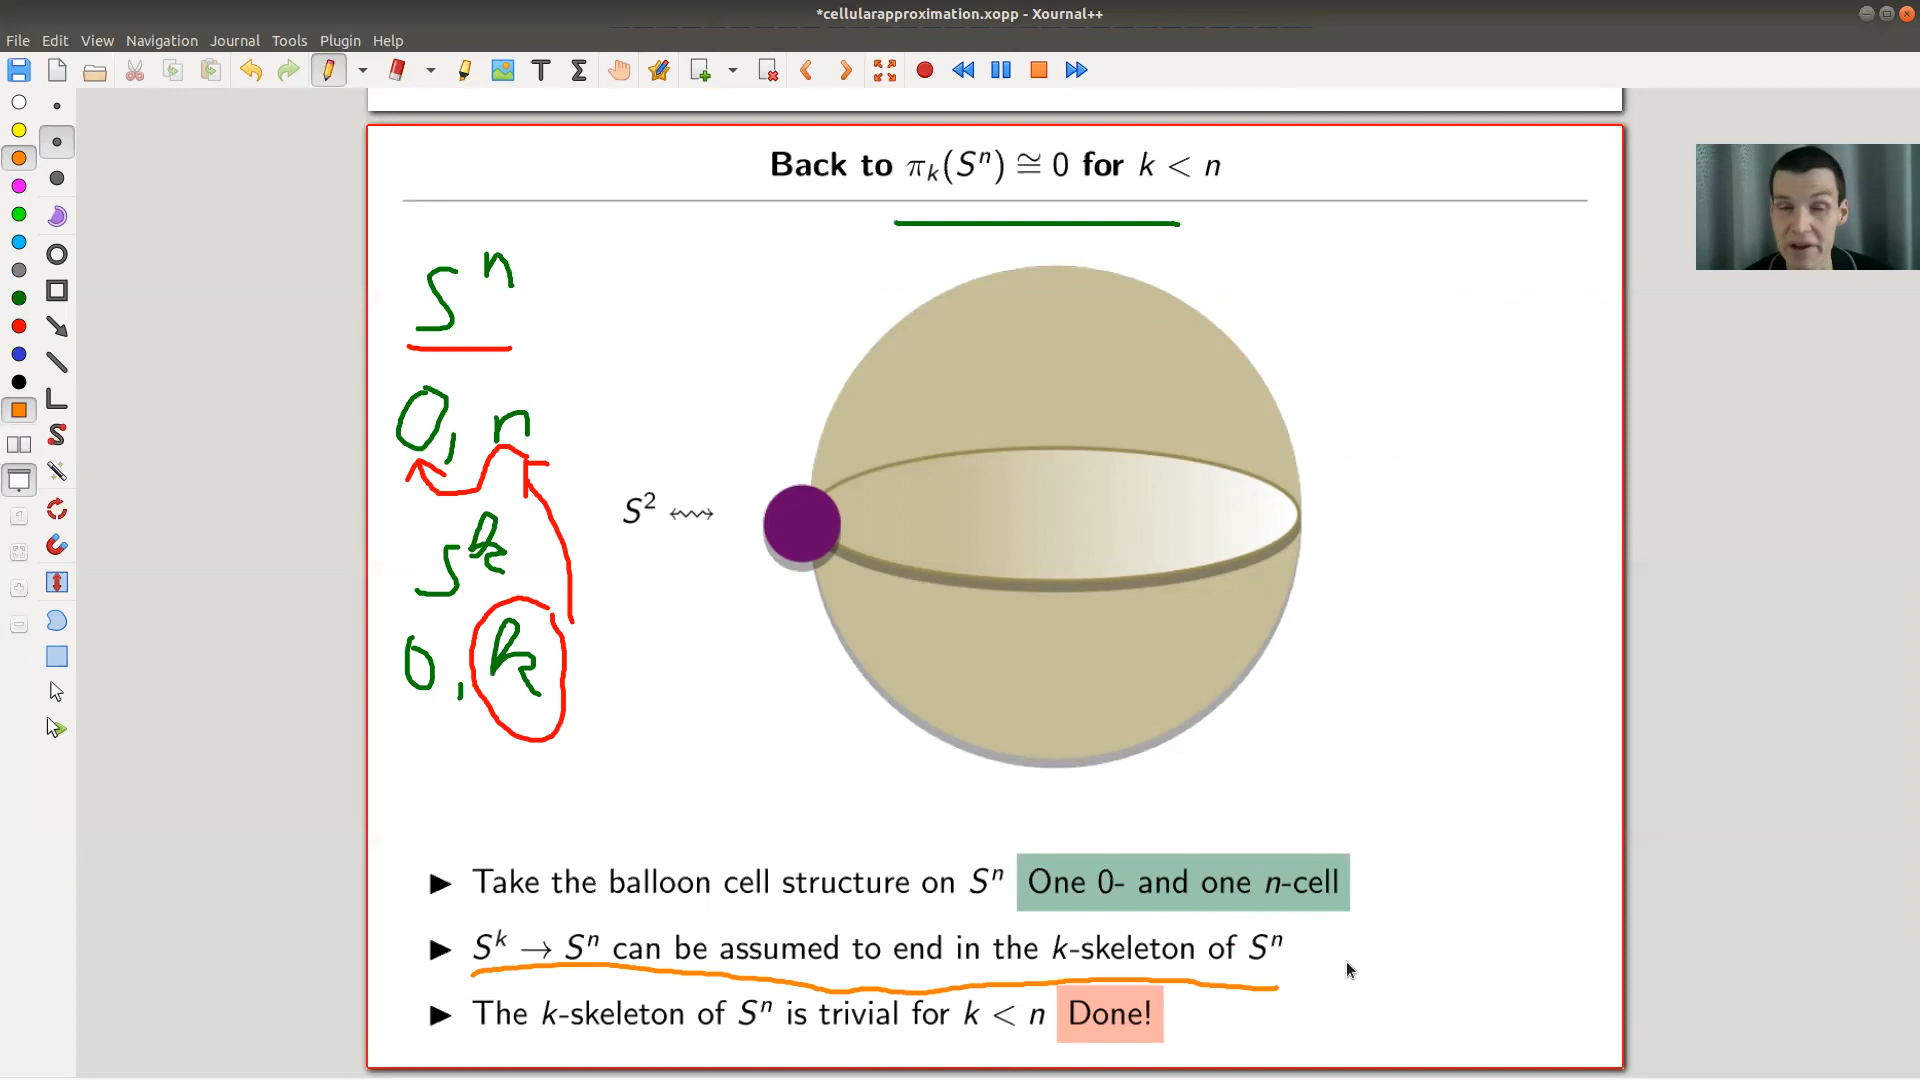 *cellularapproximation.xopp - Xournal++
File Edit View Navigation Journal Tools Plugin Help
Back to πₖ(Sⁿ) ≅ 0 for k < n
Sⁿ
0, n
S² ⟷
Sᵏ
0, k
▶ Take the balloon cell structure on Sⁿ One 0- and one n-cell
▶ Sᵏ → Sⁿ can be assumed to end in the k-skeleton of Sⁿ
▶ The k-skeleton of Sⁿ is trivial for k < n Done!